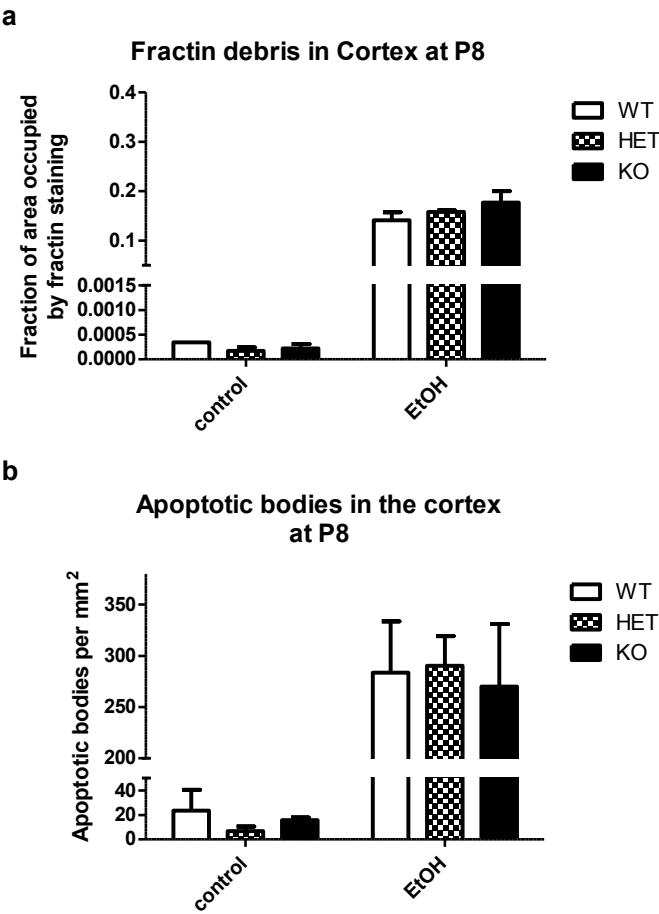 a
Fractin debris in Cortex at P8
Fraction of area occupied
by fractin staining
0.4
0.3
0.2
0.1
0.0015
0.0010
0.0005
0.0000
control
EtOH
WT
HET
KO
b
Apoptotic bodies in the cortex
at P8
Apoptotic bodies per mm²
350
300
250
200
40
20
0
control
EtOH
WT
HET
KO